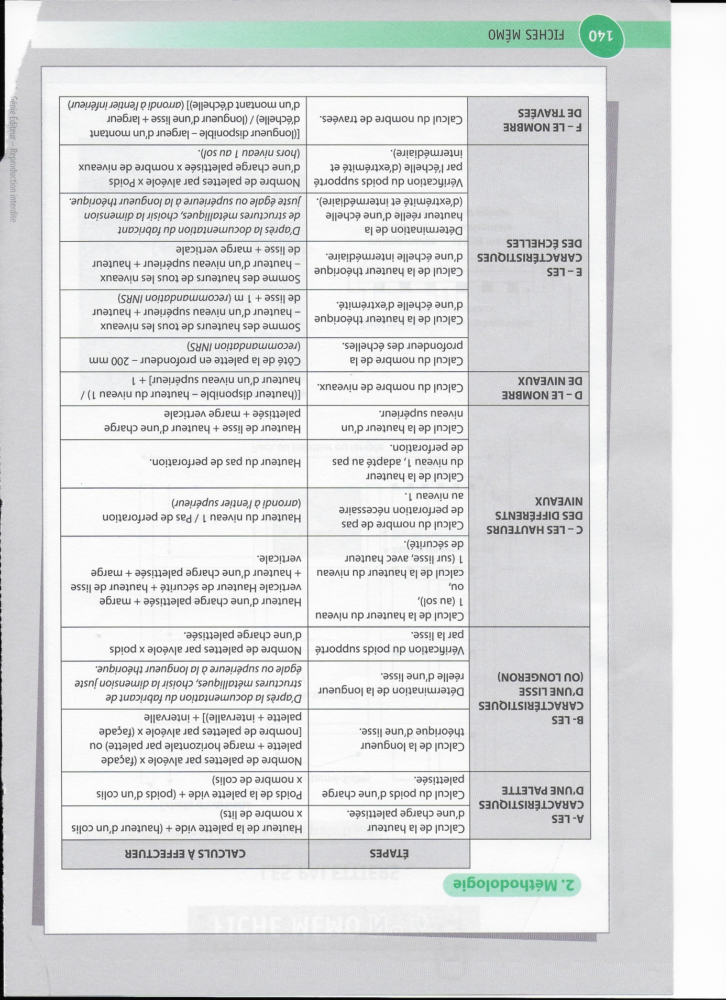 2. Méthodologie
ÉTAPES
CALCULS À EFFECTUER
A- LES
CARACTÉRISTIQUES
D'UNE PALETTE
Calcul de la hauteur
d'une charge palettisée.
Hauteur de la palette vide + (hauteur d'un colis
x nombre de lits)
Calcul du poids d'une charge
palettisée.
Poids de la palette vide + (poids d'un colis
x nombre de colis)
B- LES
CARACTÉRISTIQUES
D'UNE LISSE
(OU LONGERON)
Calcul de la longueur
théorique d'une lisse.
Nombre de palettes par alvéole x (façade
palette + marge horizontale par palette) ou
[nombre de palettes par alvéole x (façade
palette + intervalle)] + intervalle
Détermination de la longueur
réelle d'une lisse.
D'après la documentation du fabricant de
structures métalliques, choisir la dimension juste
égale ou supérieure à la longueur théorique.
Vérification du poids supporté
par la lisse.
Nombre de palettes par alvéole x poids
d'une charge palettisée.
C – LES HAUTEURS
DES DIFFÉRENTS
NIVEAUX
Calcul de la hauteur du niveau
1 (au sol),
ou,
calcul de la hauteur du niveau
1 (sur lisse, avec hauteur
de sécurité).
Hauteur d'une charge palettisée + marge
verticale Hauteur de sécurité + hauteur de lisse
+ hauteur d'une charge palettisée + marge
verticale.
Calcul du nombre de pas
de perforation nécessaire
au niveau 1.
Hauteur du niveau 1 / Pas de perforation
(arrondi à l'entier supérieur)
Calcul de la hauteur
du niveau 1, adapté au pas
de perforation.
Hauteur du pas de perforation.
Calcul de la hauteur d'un
niveau supérieur.
Hauteur de lisse + hauteur d'une charge
palettisée + marge verticale
D – LE NOMBRE
DE NIVEAUX
Calcul du nombre de niveaux.
[(hauteur disponible – hauteur du niveau 1) /
hauteur d'un niveau supérieur] + 1
E – LES
CARACTÉRISTIQUES
DES ÉCHELLES
Calcul du nombre de la
profondeur des échelles.
Côté de la palette en profondeur – 200 mm
(recommandation INRS)
Calcul de la hauteur théorique
d'une échelle d'extrémité.
Somme des hauteurs de tous les niveaux
– hauteur d'un niveau supérieur + hauteur
de lisse + 1 m (recommandation INRS)
Calcul de la hauteur théorique
d'une échelle intermédiaire.
Somme des hauteurs de tous les niveaux
– hauteur d'un niveau supérieur + hauteur
de lisse + marge verticale
Détermination de la
hauteur réelle d'une échelle
(d'extrémité et intermédiaire).
D'après la documentation du fabricant
de structures métalliques, choisir la dimension
juste égale ou supérieure à la longueur théorique.
Vérification du poids supporté
par l'échelle (d'extrémité et
intermédiaire).
Nombre de palettes par alvéole x Poids
d'une charge palettisée x nombre de niveaux
(hors niveau 1 au sol).
F – LE NOMBRE
DE TRAVÉES
Calcul du nombre de travées.
[(longueur disponible – largeur d'un montant
d'échelle) / (longueur d'une lisse + largeur
d'un montant d'échelle)] (arrondi à l'entier inférieur)
140
FICHES MÉMO
Génie Editeur – Reproduction interdite